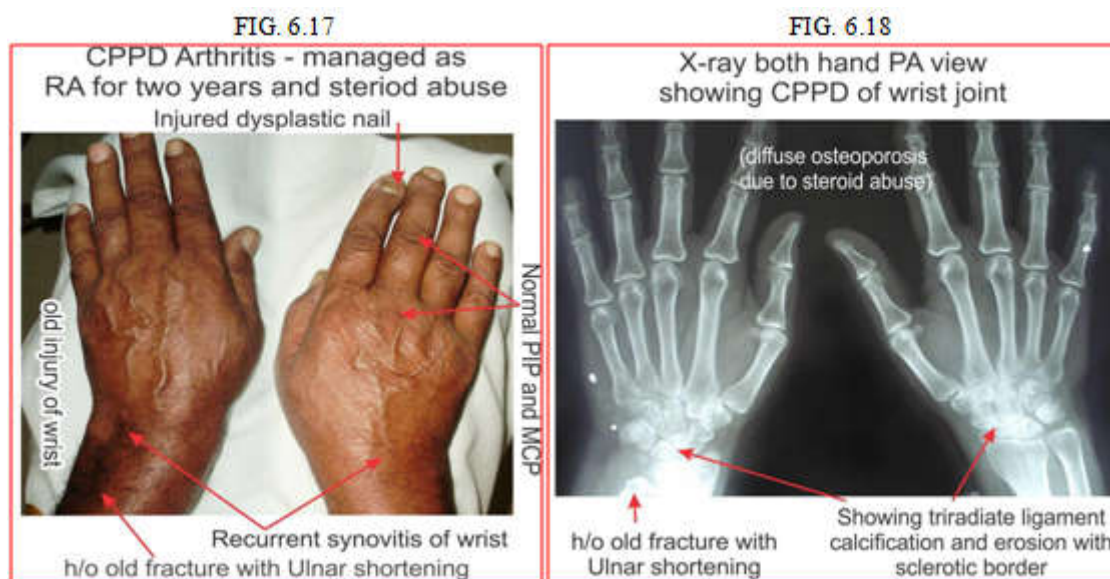 FIG. 6.17
CPPD Arthritis - managed as
RA for two years and steriod abuse
Injured dysplastic nail
old injury of wrist
Normal PIP and MCP
Recurrent synovitis of wrist
h/o old fracture with Ulnar shortening
FIG. 6.18
X-ray both hand PA view
showing CPPD of wrist joint
(diffuse osteoporosis
due to steroid abuse)
h/o old fracture with
Ulnar shortening
Showing triradiate ligament
calcification and erosion with
sclerotic border